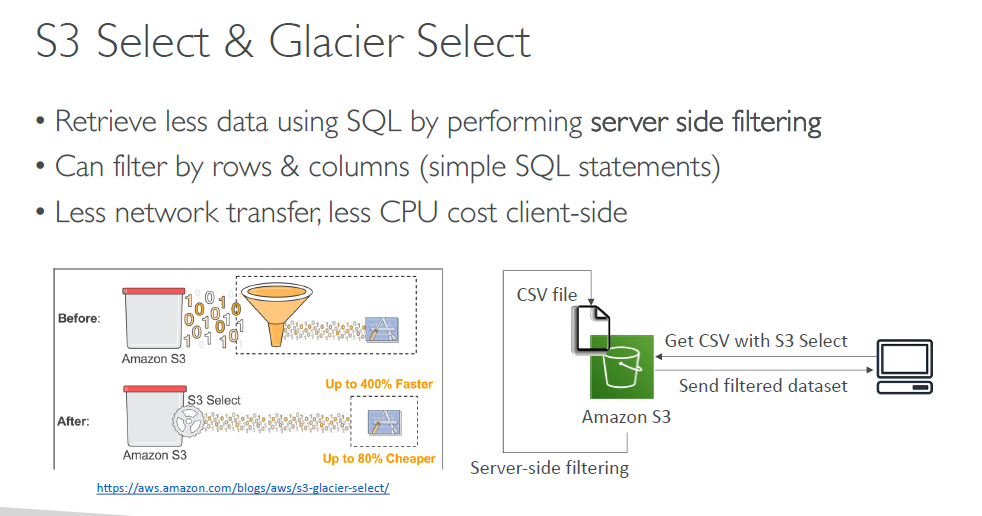 S3 Select & Glacier Select
• Retrieve less data using SQL by performing server side filtering
• Can filter by rows & columns (simple SQL statements)
• Less network transfer, less CPU cost client-side
Before:
Amazon S3
Up to 400% Faster
After:
S3 Select
Amazon S3
Up to 80% Cheaper
https://aws.amazon.com/blogs/aws/s3-glacier-select/
CSV file
Get CSV with S3 Select
Send filtered dataset
Amazon S3
Server-side filtering